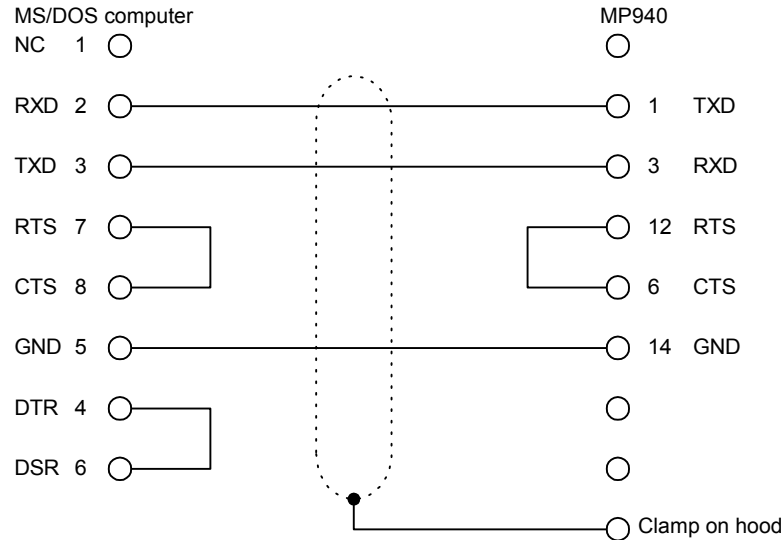 MS/DOS computer MP940
NC 1
RXD 2 1 TXD
TXD 3 3 RXD
RTS 7 12 RTS
CTS 8 6 CTS
GND 5 14 GND
DTR 4
DSR 6
Clamp on hood